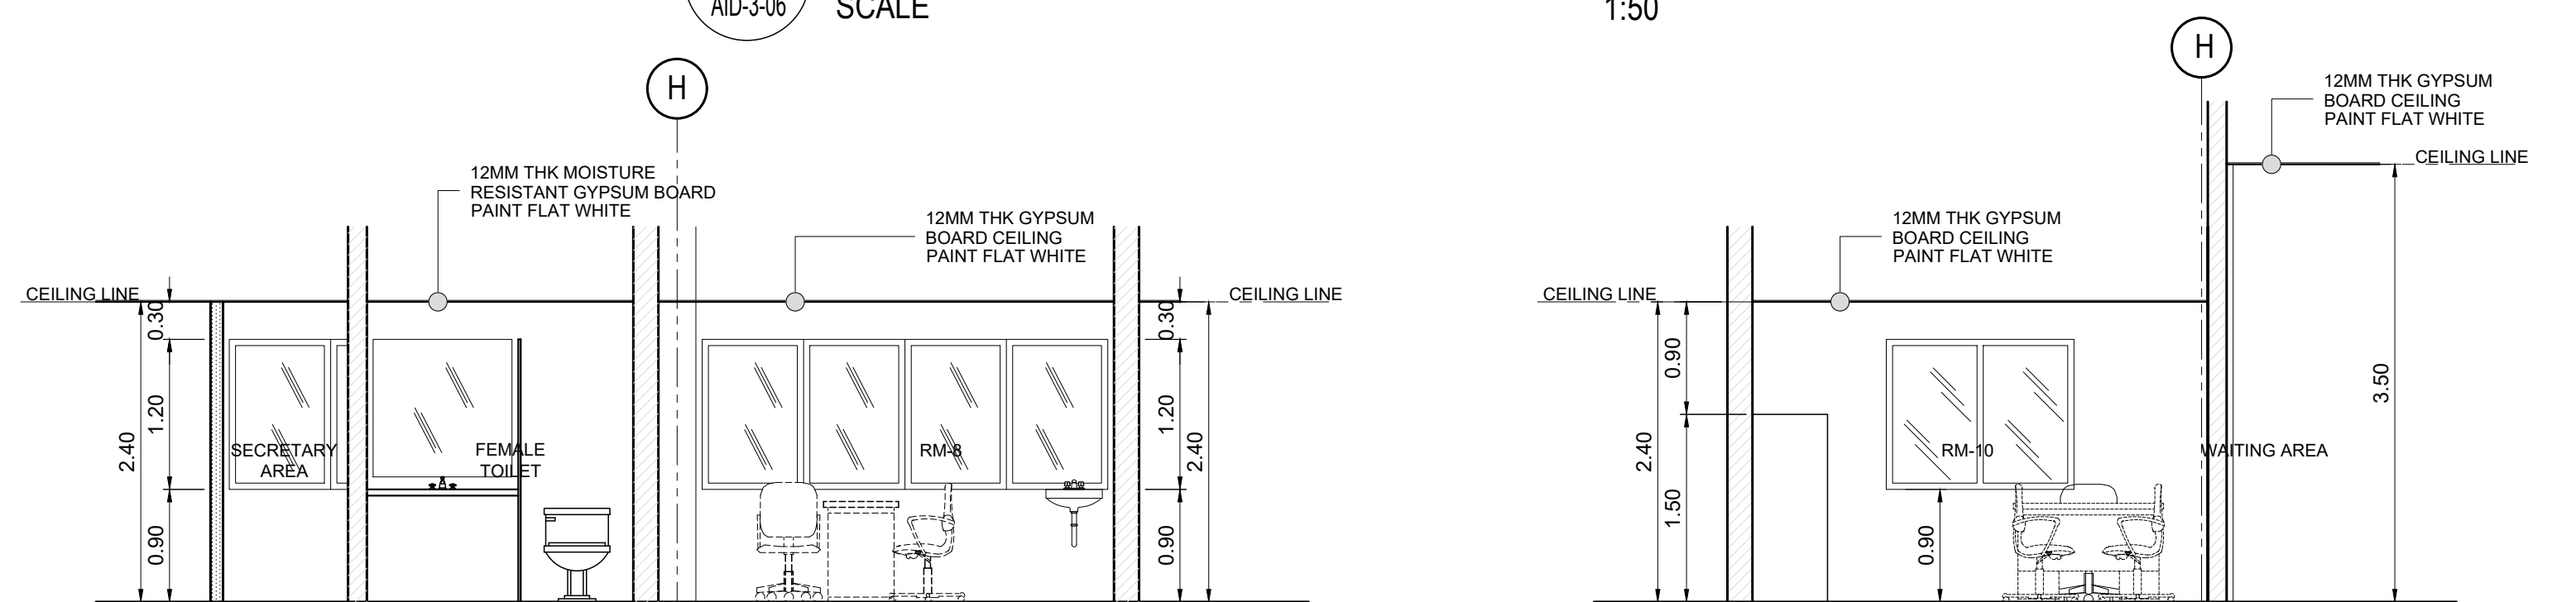 AID-3-06
SCALE
1:50
H
12MM THK MOISTURE
RESISTANT GYPSUM BOARD
PAINT FLAT WHITE
12MM THK GYPSUM
BOARD CEILING
PAINT FLAT WHITE
CEILING LINE
CEILING LINE
0.30
1.20
2.40
0.90
SECRETARY
AREA
FEMALE
TOILET
RM-8
0.30
1.20
2.40
0.90
H
12MM THK GYPSUM
BOARD CEILING
PAINT FLAT WHITE
CEILING LINE
12MM THK GYPSUM
BOARD CEILING
PAINT FLAT WHITE
CEILING LINE
0.90
2.40
1.50
0.90
RM-10
WAITING AREA
3.50